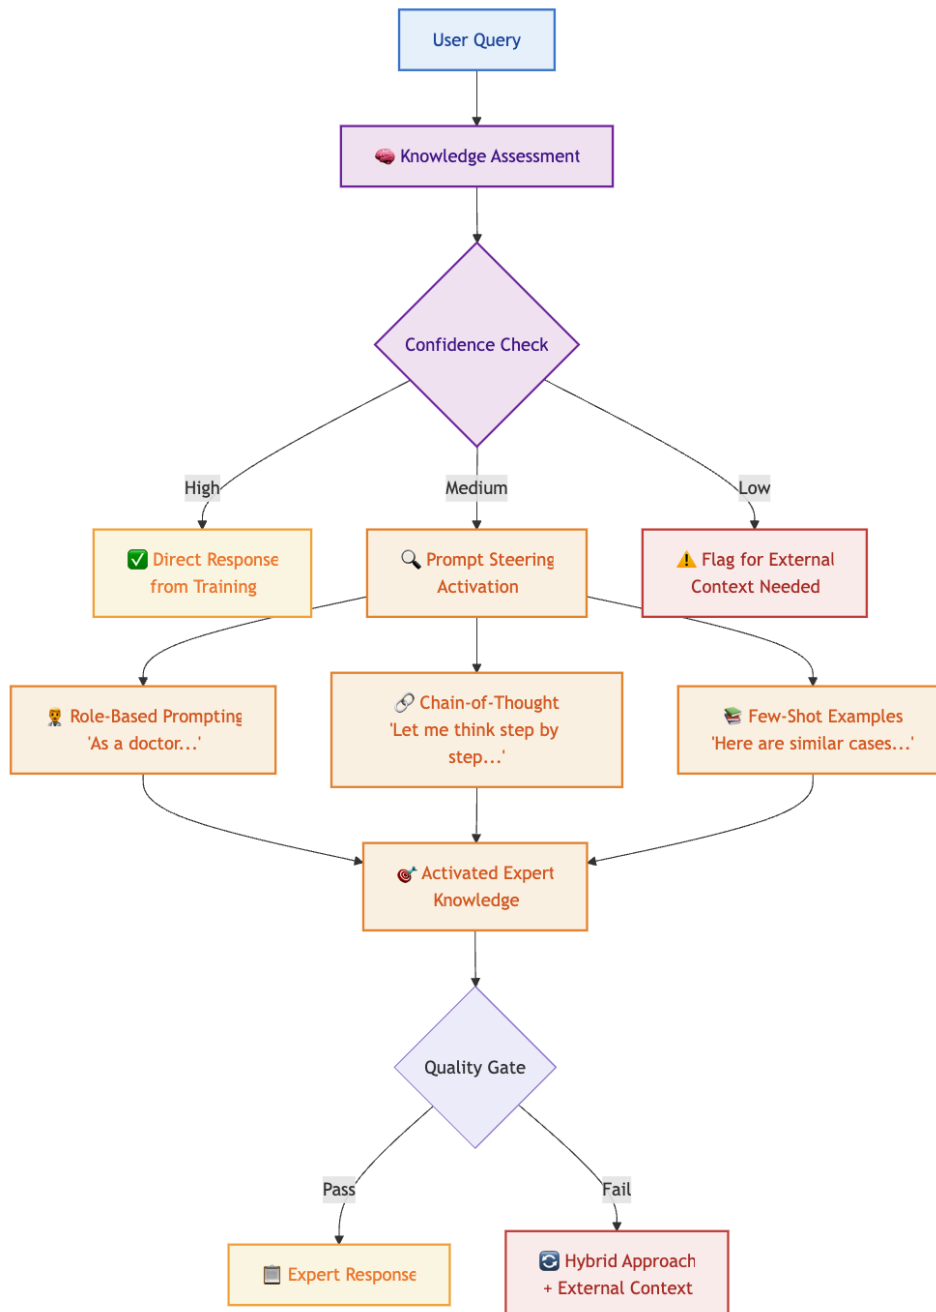 User Query
🧠 Knowledge Assessment
Confidence Check
High
Medium
Low
✅ Direct Response
from Training
🔍 Prompt Steering
Activation
⚠️ Flag for External
Context Needed
👨‍⚕️ Role-Based Prompting
'As a doctor...'
🔗 Chain-of-Thought
'Let me think step by
step...'
📚 Few-Shot Examples
'Here are similar cases...'
🎯 Activated Expert
Knowledge
Quality Gate
Pass
Fail
📋 Expert Response
🔄 Hybrid Approach
+ External Context